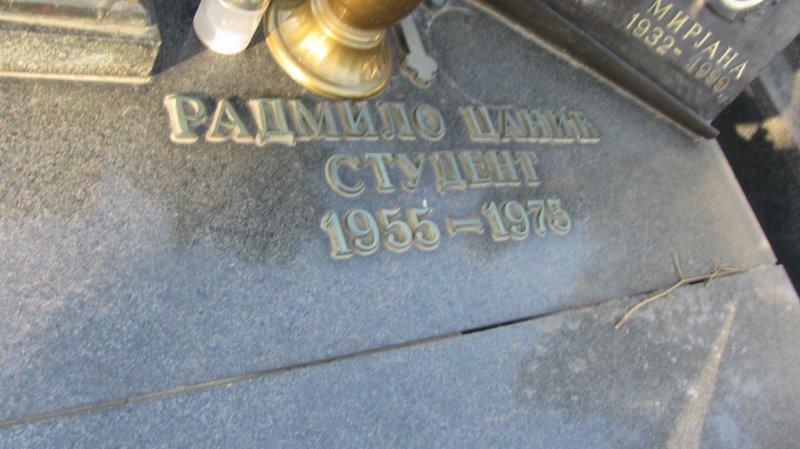 МИРЈАНА
1932-1999
РАДМИЛО ЦАНИЋ
СТУДЕНТ
1955-1975